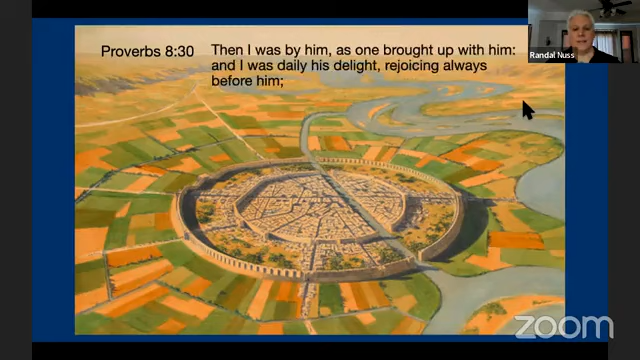 Proverbs 8:30
Then I was by him, as one brought up with him:
and I was daily his delight, rejoicing always
before him;
Randal Nuss
zoom